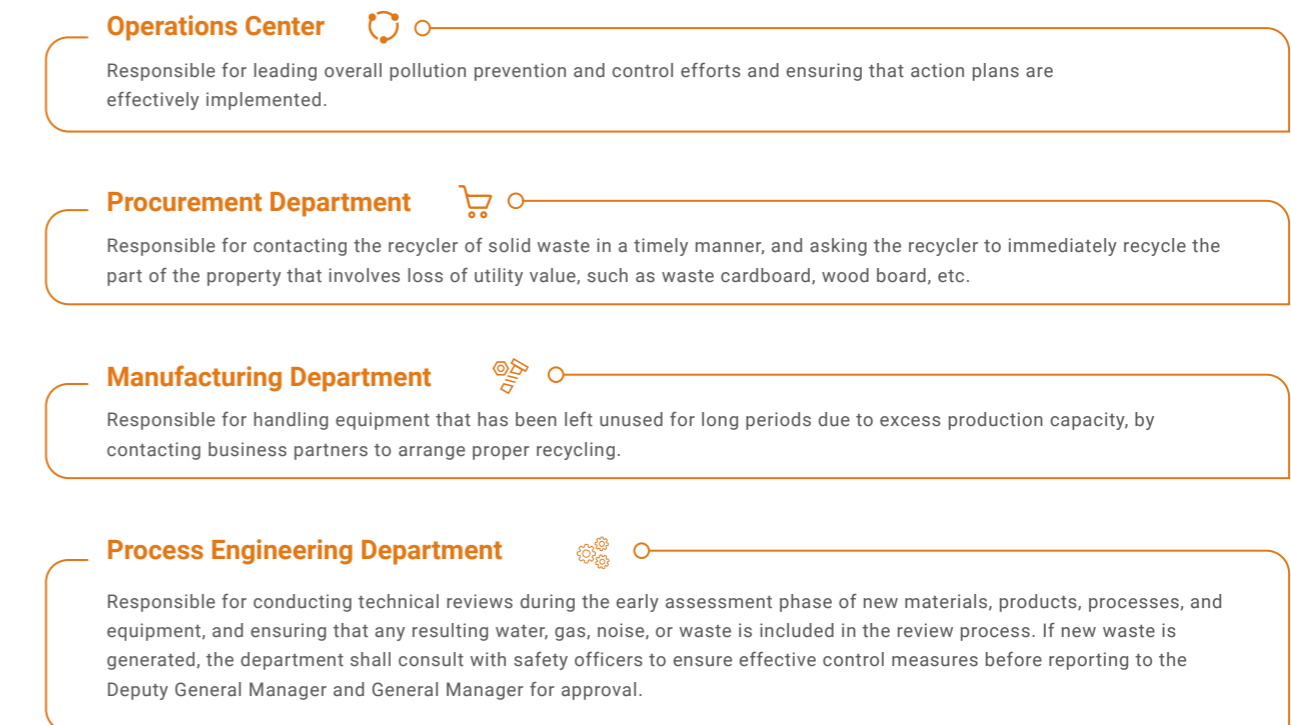 Operations Center
Responsible for leading overall pollution prevention and control efforts and ensuring that action plans are
effectively implemented.
Procurement Department
Responsible for contacting the recycler of solid waste in a timely manner, and asking the recycler to immediately recycle the
part of the property that involves loss of utility value, such as waste cardboard, wood board, etc.
Manufacturing Department
Responsible for handling equipment that has been left unused for long periods due to excess production capacity, by
contacting business partners to arrange proper recycling.
Process Engineering Department
Responsible for conducting technical reviews during the early assessment phase of new materials, products, processes, and
equipment, and ensuring that any resulting water, gas, noise, or waste is included in the review process. If new waste is
generated, the department shall consult with safety officers to ensure effective control measures before reporting to the
Deputy General Manager and General Manager for approval.